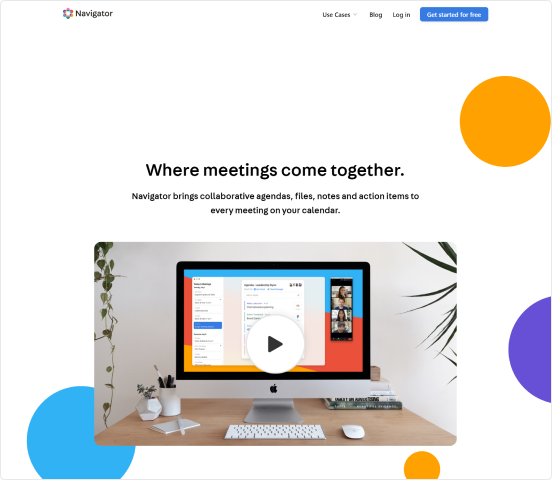 Navigator
Use Cases
Blog
Log in
Get started for free
Where meetings come together.
Navigator brings collaborative agendas, files, notes and action items to
every meeting on your calendar.